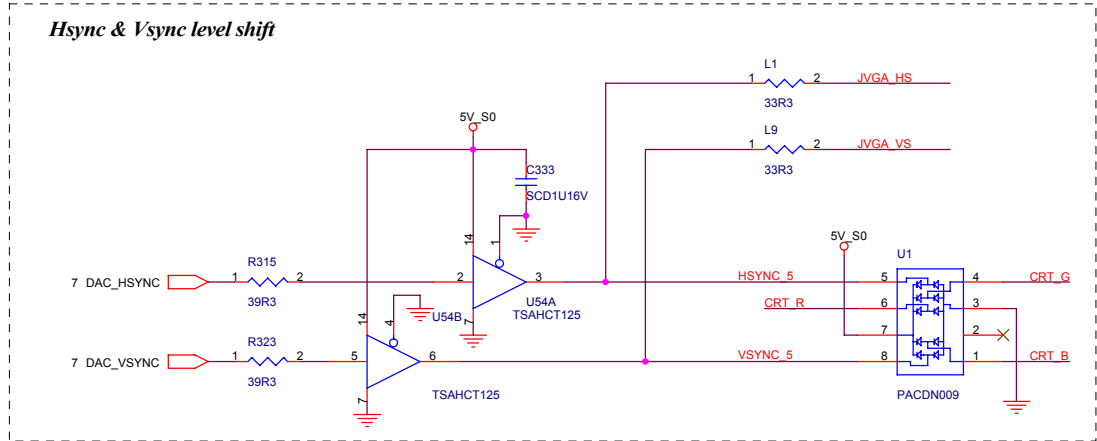 Hsync & Vsync level shift
L1
1 2 JVGA_HS
33R3
5V_S0
L9
1 2 JVGA_VS
33R3
C333
SCD1U16V
14 1
5V_S0
U1
R315
7 DAC_HSYNC 1 2 2 3 HSYNC_5 5 4 CRT_G
39R3
U54A
TSAHCT125
7
14 4 U54B
CRT_R 6 3
7 2
R323
7 DAC_VSYNC 1 2 5 6 VSYNC_5 8 1 CRT_B
39R3
TSAHCT125
7
PACDN009